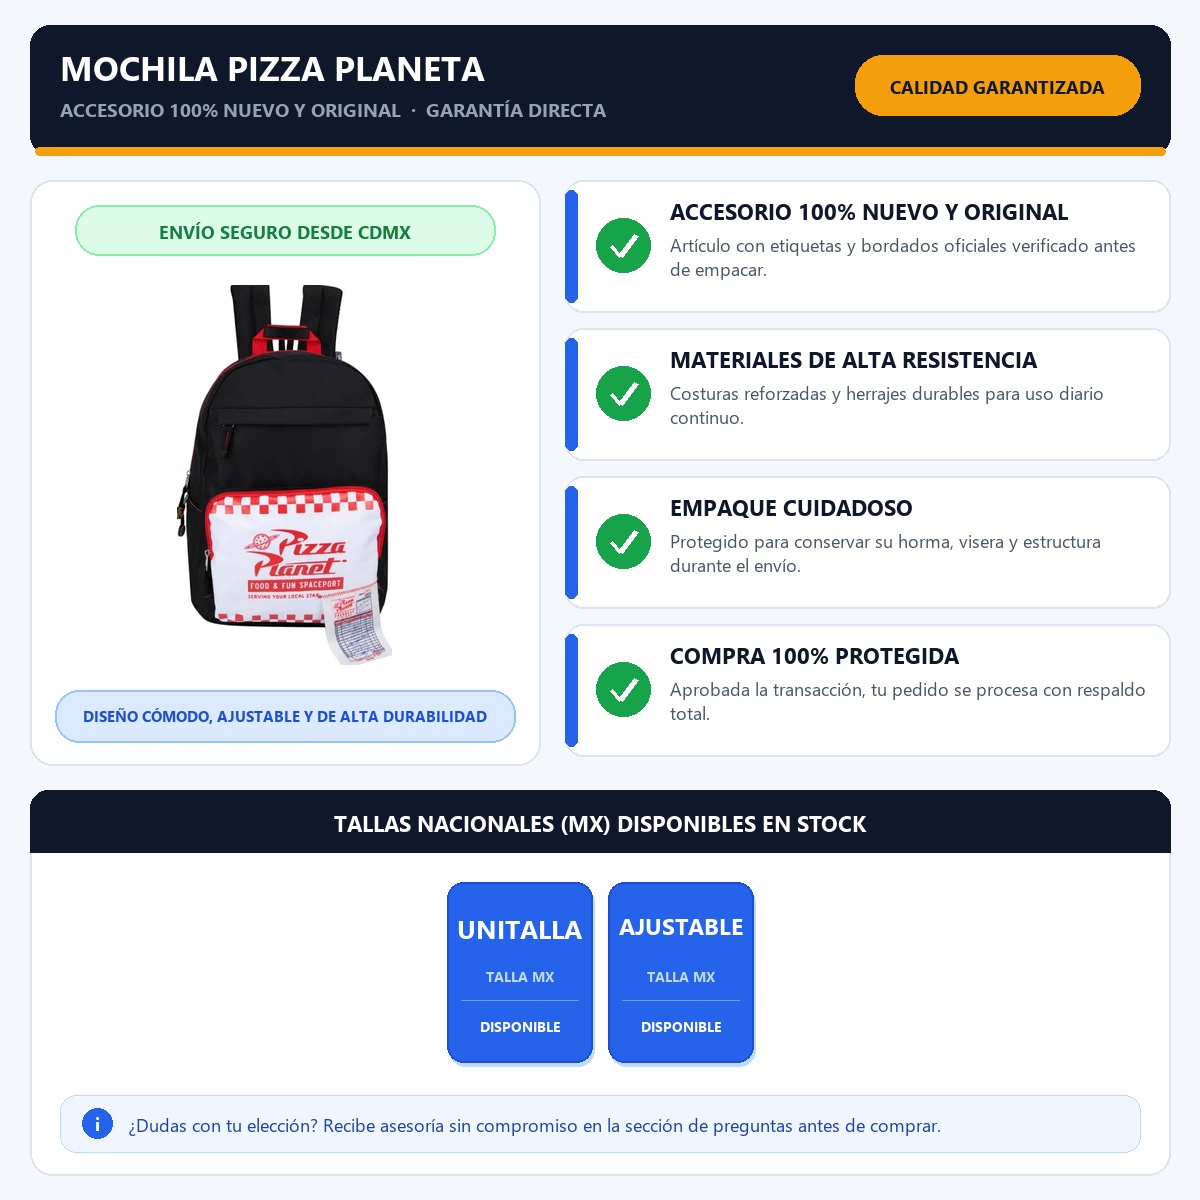 MOCHILA PIZZA PLANETA
ACCESORIO 100% NUEVO Y ORIGINAL · GARANTÍA DIRECTA
CALIDAD GARANTIZADA
ENVÍO SEGURO DESDE CDMX
Pizza
Planet
FOOD & FUN SPACEPORT
SERVING YOUR LOCAL STAR
Pizza
Planet
DISEÑO CÓMODO, AJUSTABLE Y DE ALTA DURABILIDAD
ACCESORIO 100% NUEVO Y ORIGINAL
Artículo con etiquetas y bordados oficiales verificado antes
de empacar.
MATERIALES DE ALTA RESISTENCIA
Costuras reforzadas y herrajes durables para uso diario
continuo.
EMPAQUE CUIDADOSO
Protegido para conservar su horma, visera y estructura
durante el envío.
COMPRA 100% PROTEGIDA
Aprobada la transacción, tu pedido se procesa con respaldo
total.
TALLAS NACIONALES (MX) DISPONIBLES EN STOCK
UNITALLA
TALLA MX
DISPONIBLE
AJUSTABLE
TALLA MX
DISPONIBLE
¿Dudas con tu elección? Recibe asesoría sin compromiso en la sección de preguntas antes de comprar.